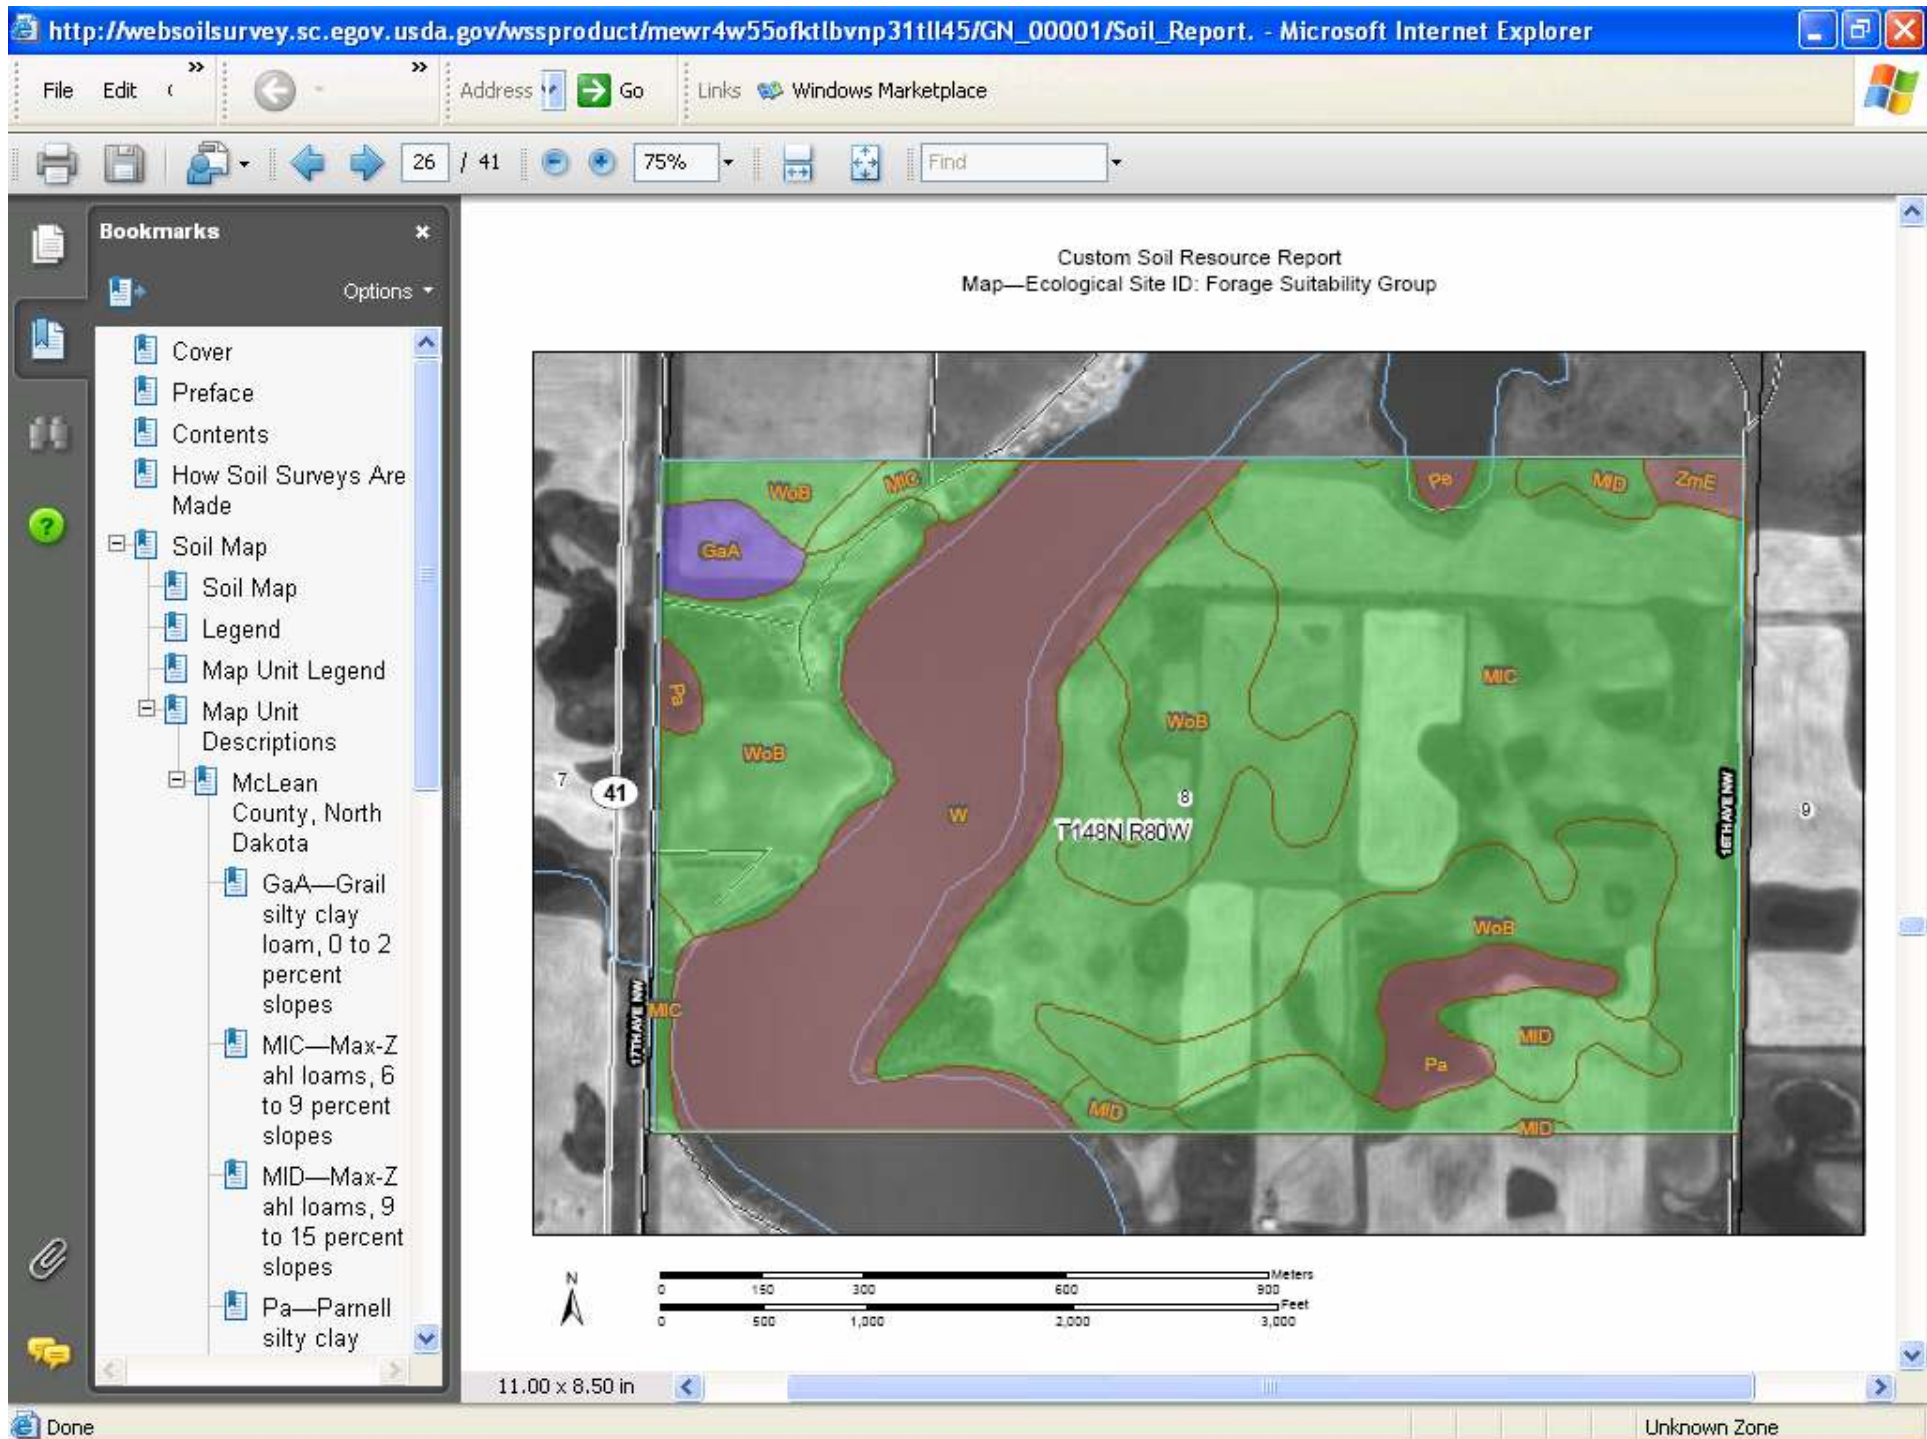 http://websoilsurvey.sc.egov.usda.gov/wssproduct/mewr4w55ofktlbvnp31tll45/GN_00001/Soil_Report. - Microsoft Internet Explorer
File Edit Address Go Links Windows Marketplace
26 / 41 75% Find
Bookmarks
Options
Cover
Preface
Contents
How Soil Surveys Are
Made
Soil Map
Soil Map
Legend
Map Unit Legend
Map Unit
Descriptions
McLean
County, North
Dakota
GaA—Grail
silty clay
loam, 0 to 2
percent
slopes
MIC—Max-Z
ahl loams, 6
to 9 percent
slopes
MID—Max-Z
ahl loams, 9
to 15 percent
slopes
Pa—Parnell
silty clay
Custom Soil Resource Report
Map—Ecological Site ID: Forage Suitability Group
WoB
MIC
Pa
MID
ZmE
GaA
Pa
MIC
WoB
WoB
7
41
W
8
T148N R80W
16TH AVE NW
9
WoB
17TH AVE NW
MIC
MID
Pa
MID
MID
N
Meters
0 150 300 600 900
Feet
0 500 1,000 2,000 3,000
11.00 x 8.50 in
Done
Unknown Zone